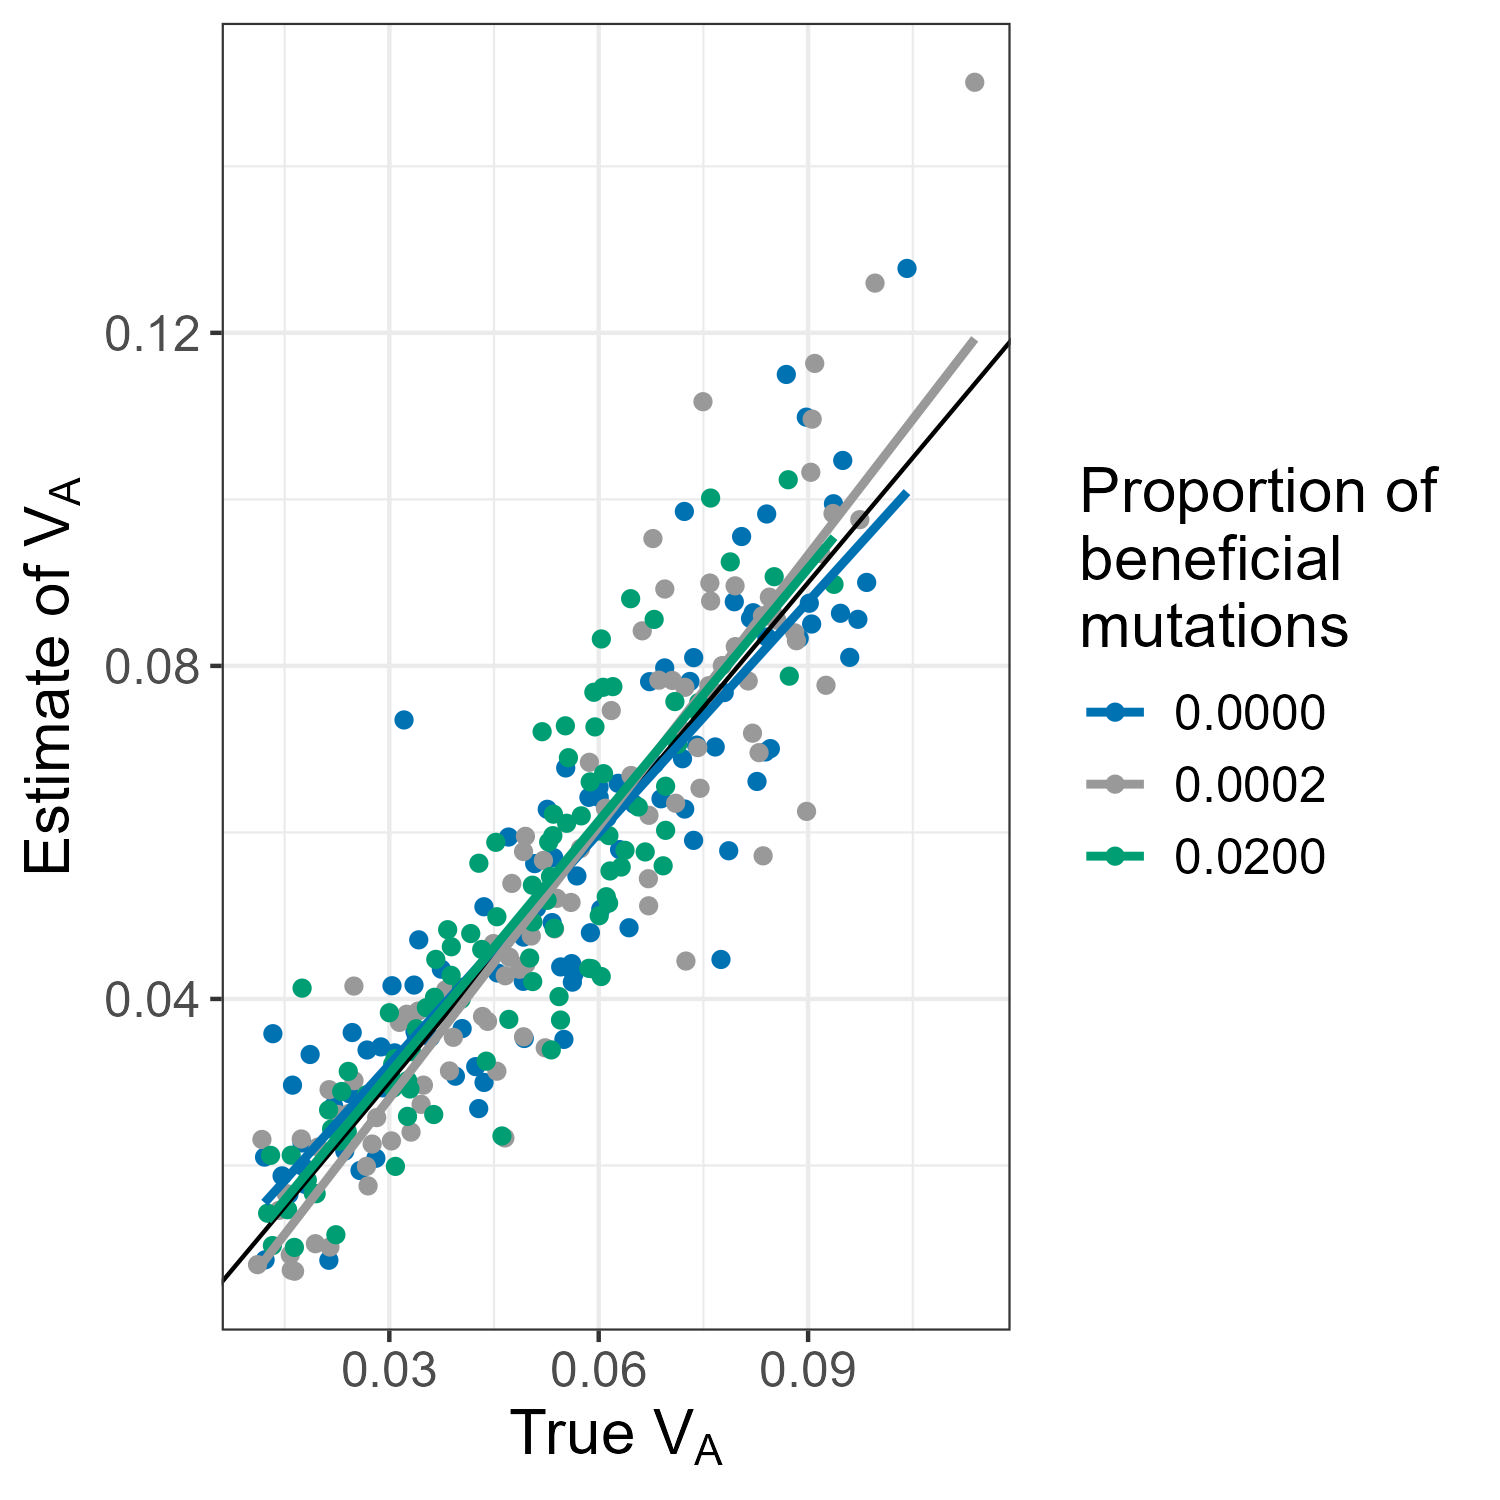 0.12
0.08
0.04
Estimate of VA
0.03 0.06 0.09
True VA
Proportion of
beneficial
mutations
0.0000
0.0002
0.0200